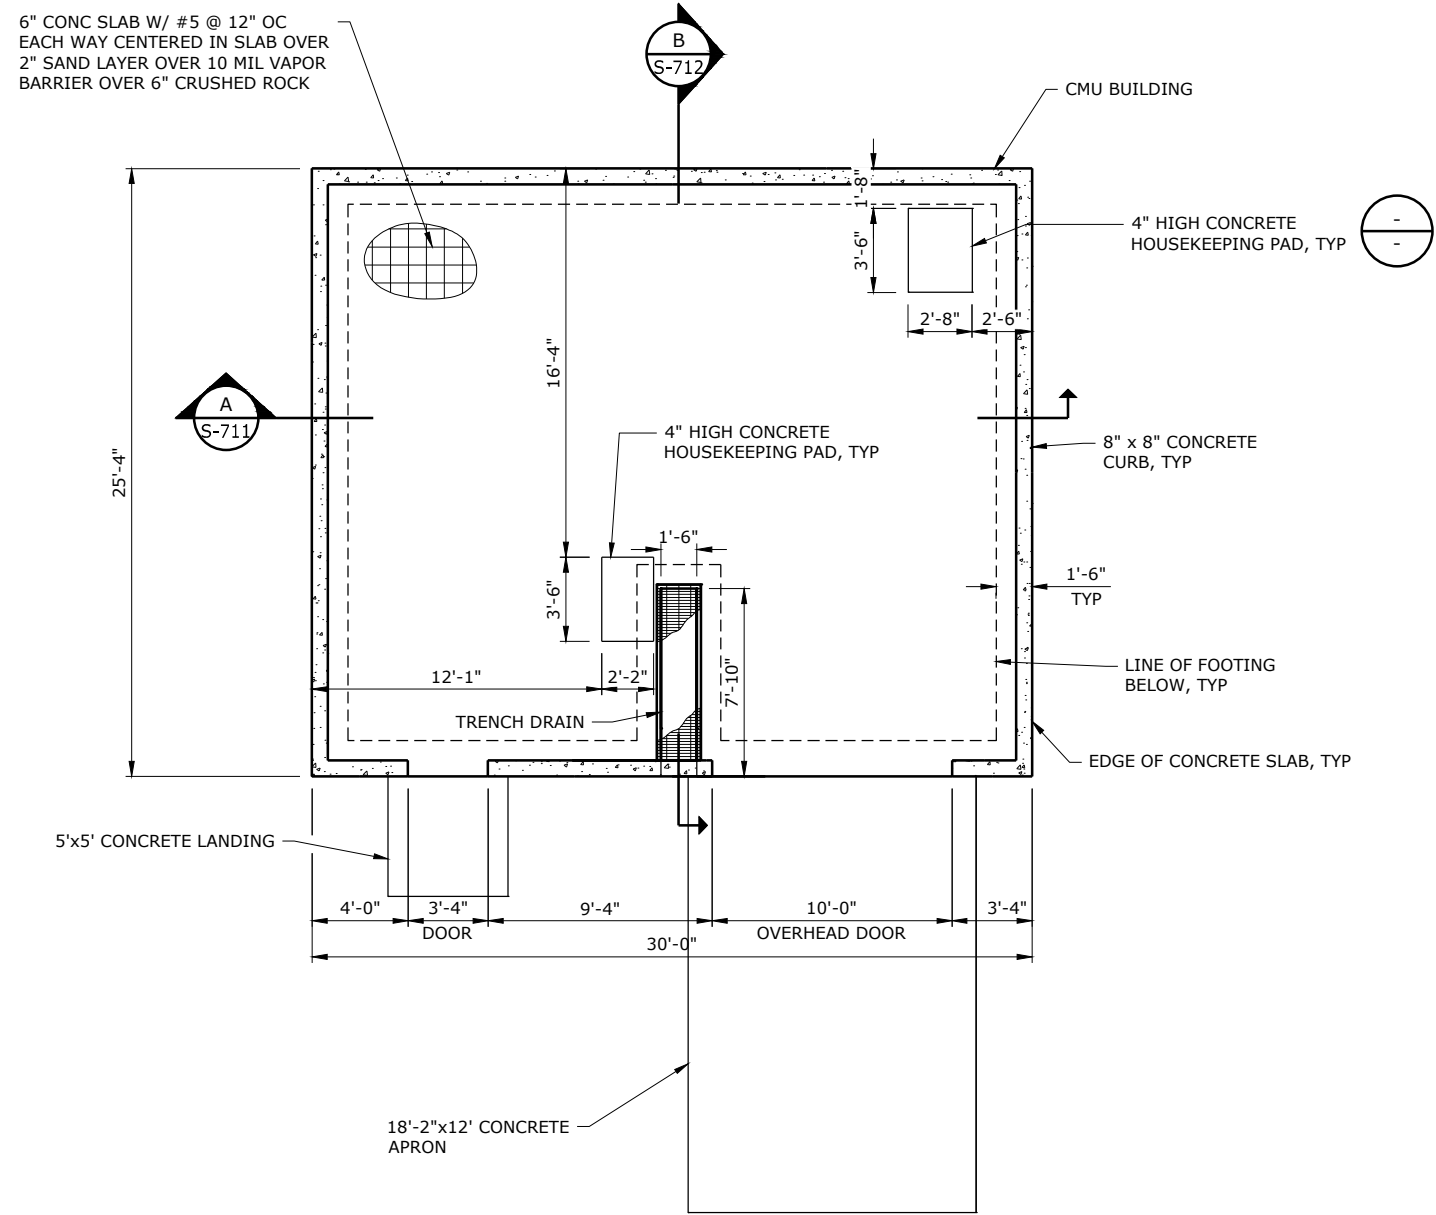 6" CONC SLAB W/ #5 @ 12" OC
EACH WAY CENTERED IN SLAB OVER
2" SAND LAYER OVER 10 MIL VAPOR
BARRIER OVER 6" CRUSHED ROCK
B
S-712
CMU BUILDING
1'-8"
4" HIGH CONCRETE
HOUSEKEEPING PAD, TYP
-
-
3'-6"
2'-8"
2'-6"
16'-4"
A
S-711
4" HIGH CONCRETE
HOUSEKEEPING PAD, TYP
8" x 8" CONCRETE
CURB, TYP
25'-4"
1'-6"
1'-6"
TYP
3'-6"
12'-1"
2'-2"
7'-10"
LINE OF FOOTING
BELOW, TYP
TRENCH DRAIN
EDGE OF CONCRETE SLAB, TYP
5'x5' CONCRETE LANDING
4'-0"
3'-4"
9'-4"
10'-0"
3'-4"
DOOR
OVERHEAD DOOR
30'-0"
18'-2"x12' CONCRETE
APRON